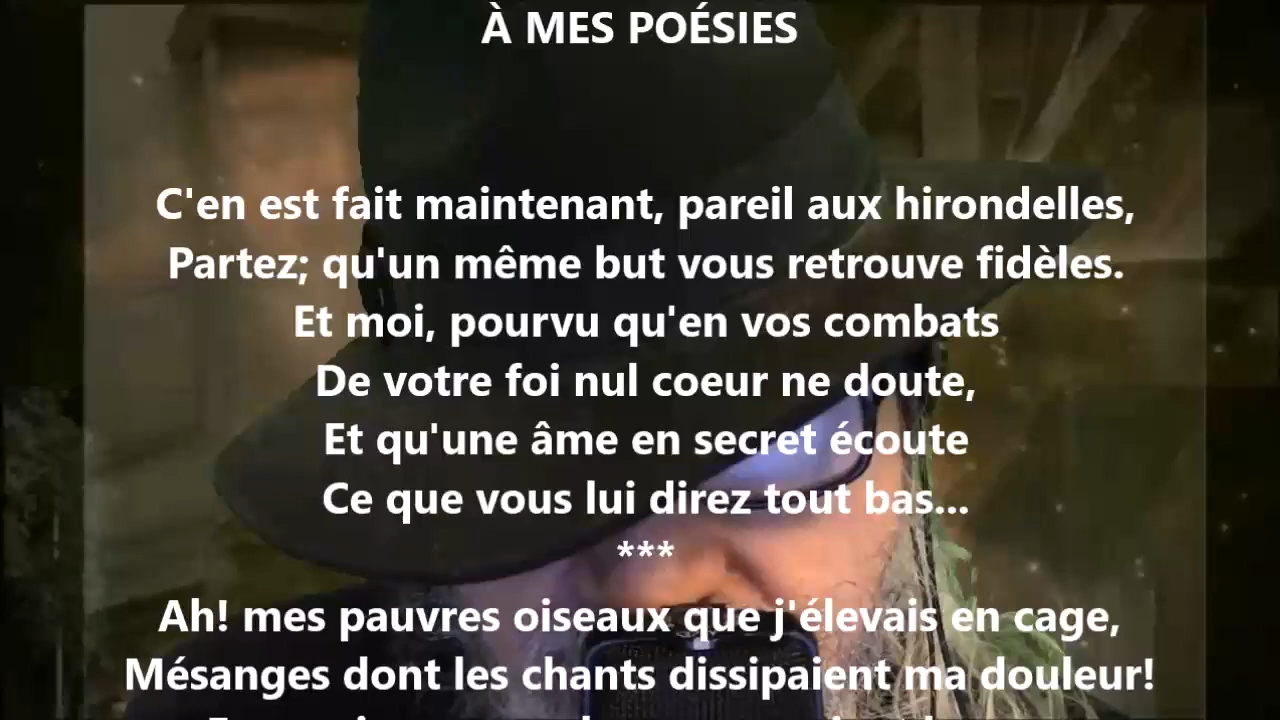 À MES POÉSIES
C'en est fait maintenant, pareil aux hirondelles,
Partez; qu'un même but vous retrouve fidèles.
Et moi, pourvu qu'en vos combats
De votre foi nul coeur ne doute,
Et qu'une âme en secret écoute
Ce que vous lui direz tout bas...
***
Ah! mes pauvres oiseaux que j'élevais en cage,
Mésanges dont les chants dissipaient ma douleur!